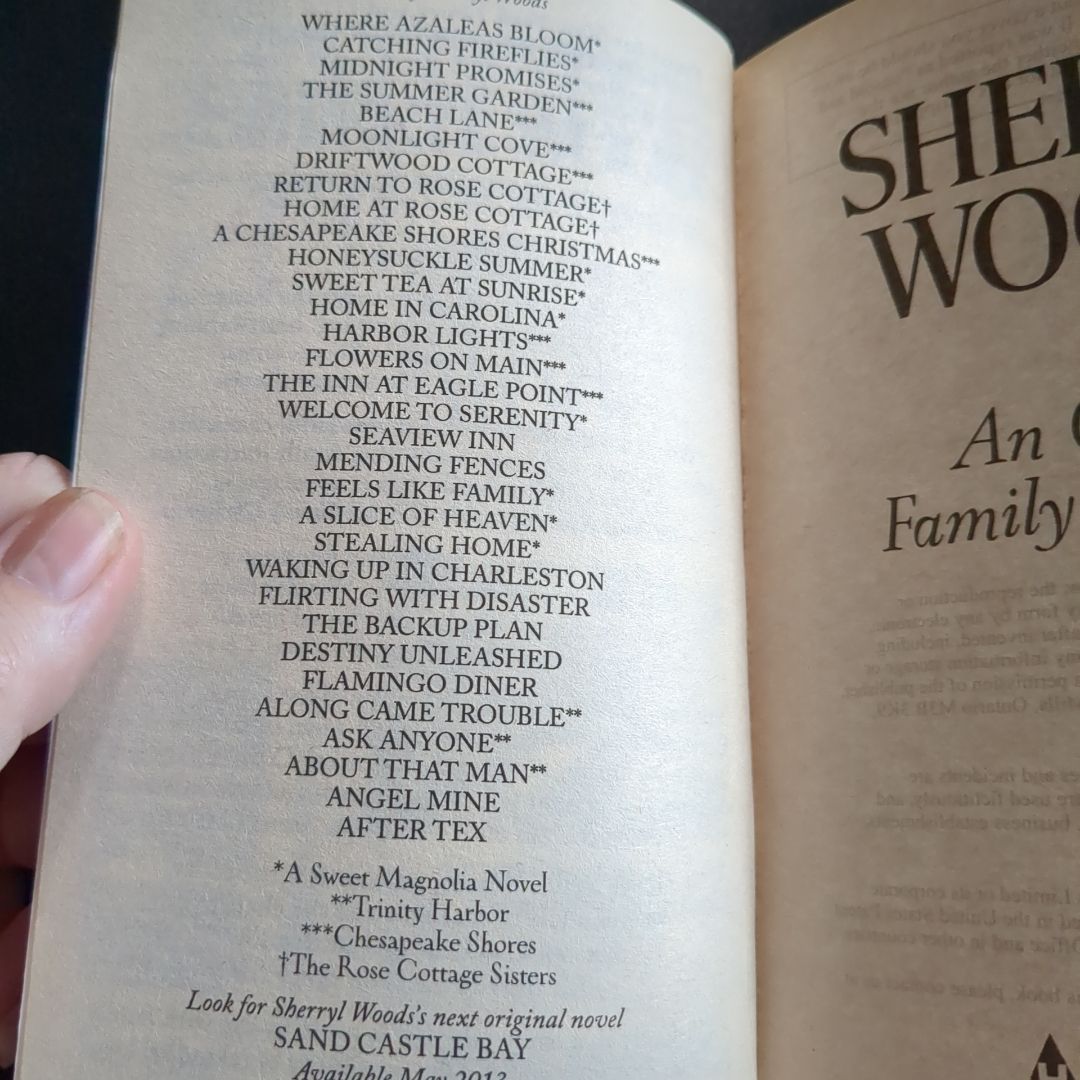 Woods
WHERE AZALEAS BLOOM*
CATCHING FIREFLIES*
MIDNIGHT PROMISES*
THE SUMMER GARDEN***
BEACH LANE***
MOONLIGHT COVE***
DRIFTWOOD COTTAGE***
RETURN TO ROSE COTTAGE†
HOME AT ROSE COTTAGE†
A CHESAPEAKE SHORES CHRISTMAS***
HONEYSUCKLE SUMMER*
SWEET TEA AT SUNRISE*
HOME IN CAROLINA*
HARBOR LIGHTS***
FLOWERS ON MAIN***
THE INN AT EAGLE POINT***
WELCOME TO SERENITY*
SEAVIEW INN
MENDING FENCES
FEELS LIKE FAMILY*
A SLICE OF HEAVEN*
STEALING HOME*
WAKING UP IN CHARLESTON
FLIRTING WITH DISASTER
THE BACKUP PLAN
DESTINY UNLEASHED
FLAMINGO DINER
ALONG CAME TROUBLE**
ASK ANYONE**
ABOUT THAT MAN**
ANGEL MINE
AFTER TEX
*A Sweet Magnolia Novel
**Trinity Harbor
***Chesapeake Shores
†The Rose Cottage Sisters
Look for Sherryl Woods's next original novel
SAND CASTLE BAY
Available May 2013
SHE
WOO
An
Family